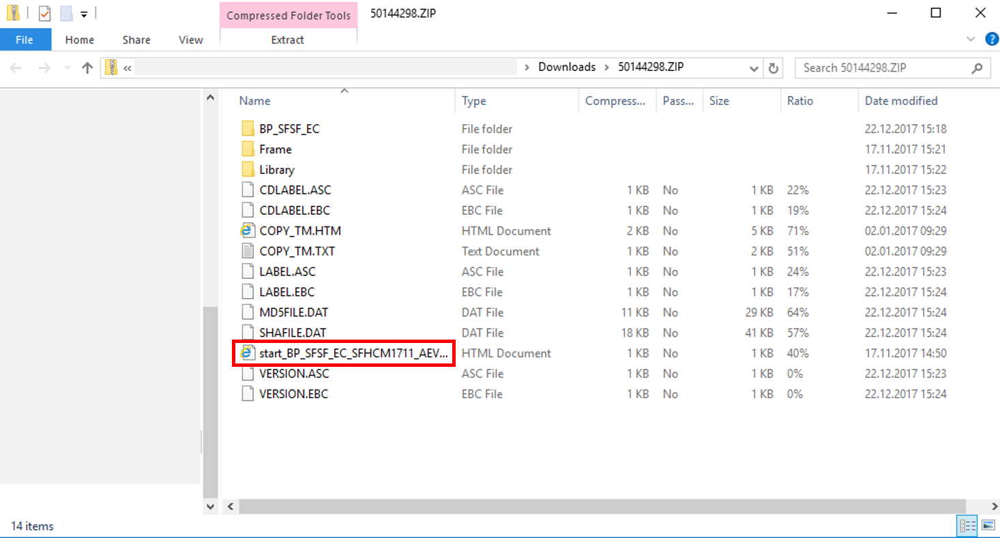 Compressed Folder Tools 50144298.ZIP
File Home Share View Extract
« › Downloads › 50144298.ZIP Search 50144298.ZIP
Name Type Compress... Pass... Size Ratio Date modified
BP_SFSF_EC File folder 22.12.2017 15:18
Frame File folder 17.11.2017 15:21
Library File folder 17.11.2017 15:22
CDLABEL.ASC ASC File 1 KB No 1 KB 22% 22.12.2017 15:23
CDLABEL.EBC EBC File 1 KB No 1 KB 19% 22.12.2017 15:24
COPY_TM.HTM HTML Document 2 KB No 5 KB 71% 02.01.2017 09:29
COPY_TM.TXT Text Document 1 KB No 2 KB 51% 02.01.2017 09:29
LABEL.ASC ASC File 1 KB No 1 KB 24% 22.12.2017 15:23
LABEL.EBC EBC File 1 KB No 1 KB 17% 22.12.2017 15:24
MD5FILE.DAT DAT File 11 KB No 29 KB 64% 22.12.2017 15:24
SHAFILE.DAT DAT File 18 KB No 41 KB 57% 22.12.2017 15:24
start_BP_SFSF_EC_SFHCM1711_AEV... HTML Document 1 KB No 1 KB 40% 17.11.2017 14:50
VERSION.ASC ASC File 1 KB No 1 KB 0% 22.12.2017 15:23
VERSION.EBC EBC File 1 KB No 1 KB 0% 22.12.2017 15:24
14 items